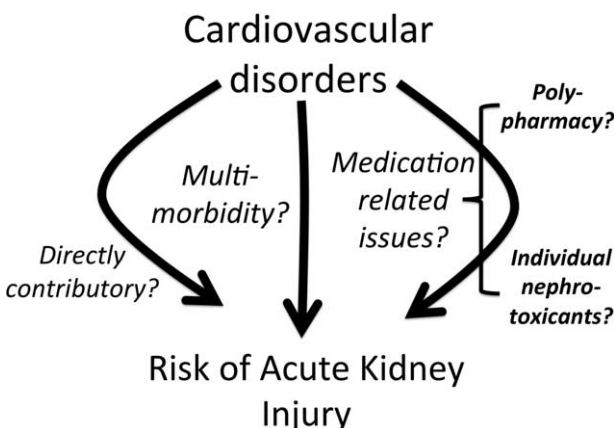 Cardiovascular
disorders
Poly-
pharmacy?
Multi-
morbidity?
Medication
related
issues?
Directly
contributory?
Individual
nephro-
toxicants?
Risk of Acute Kidney
Injury